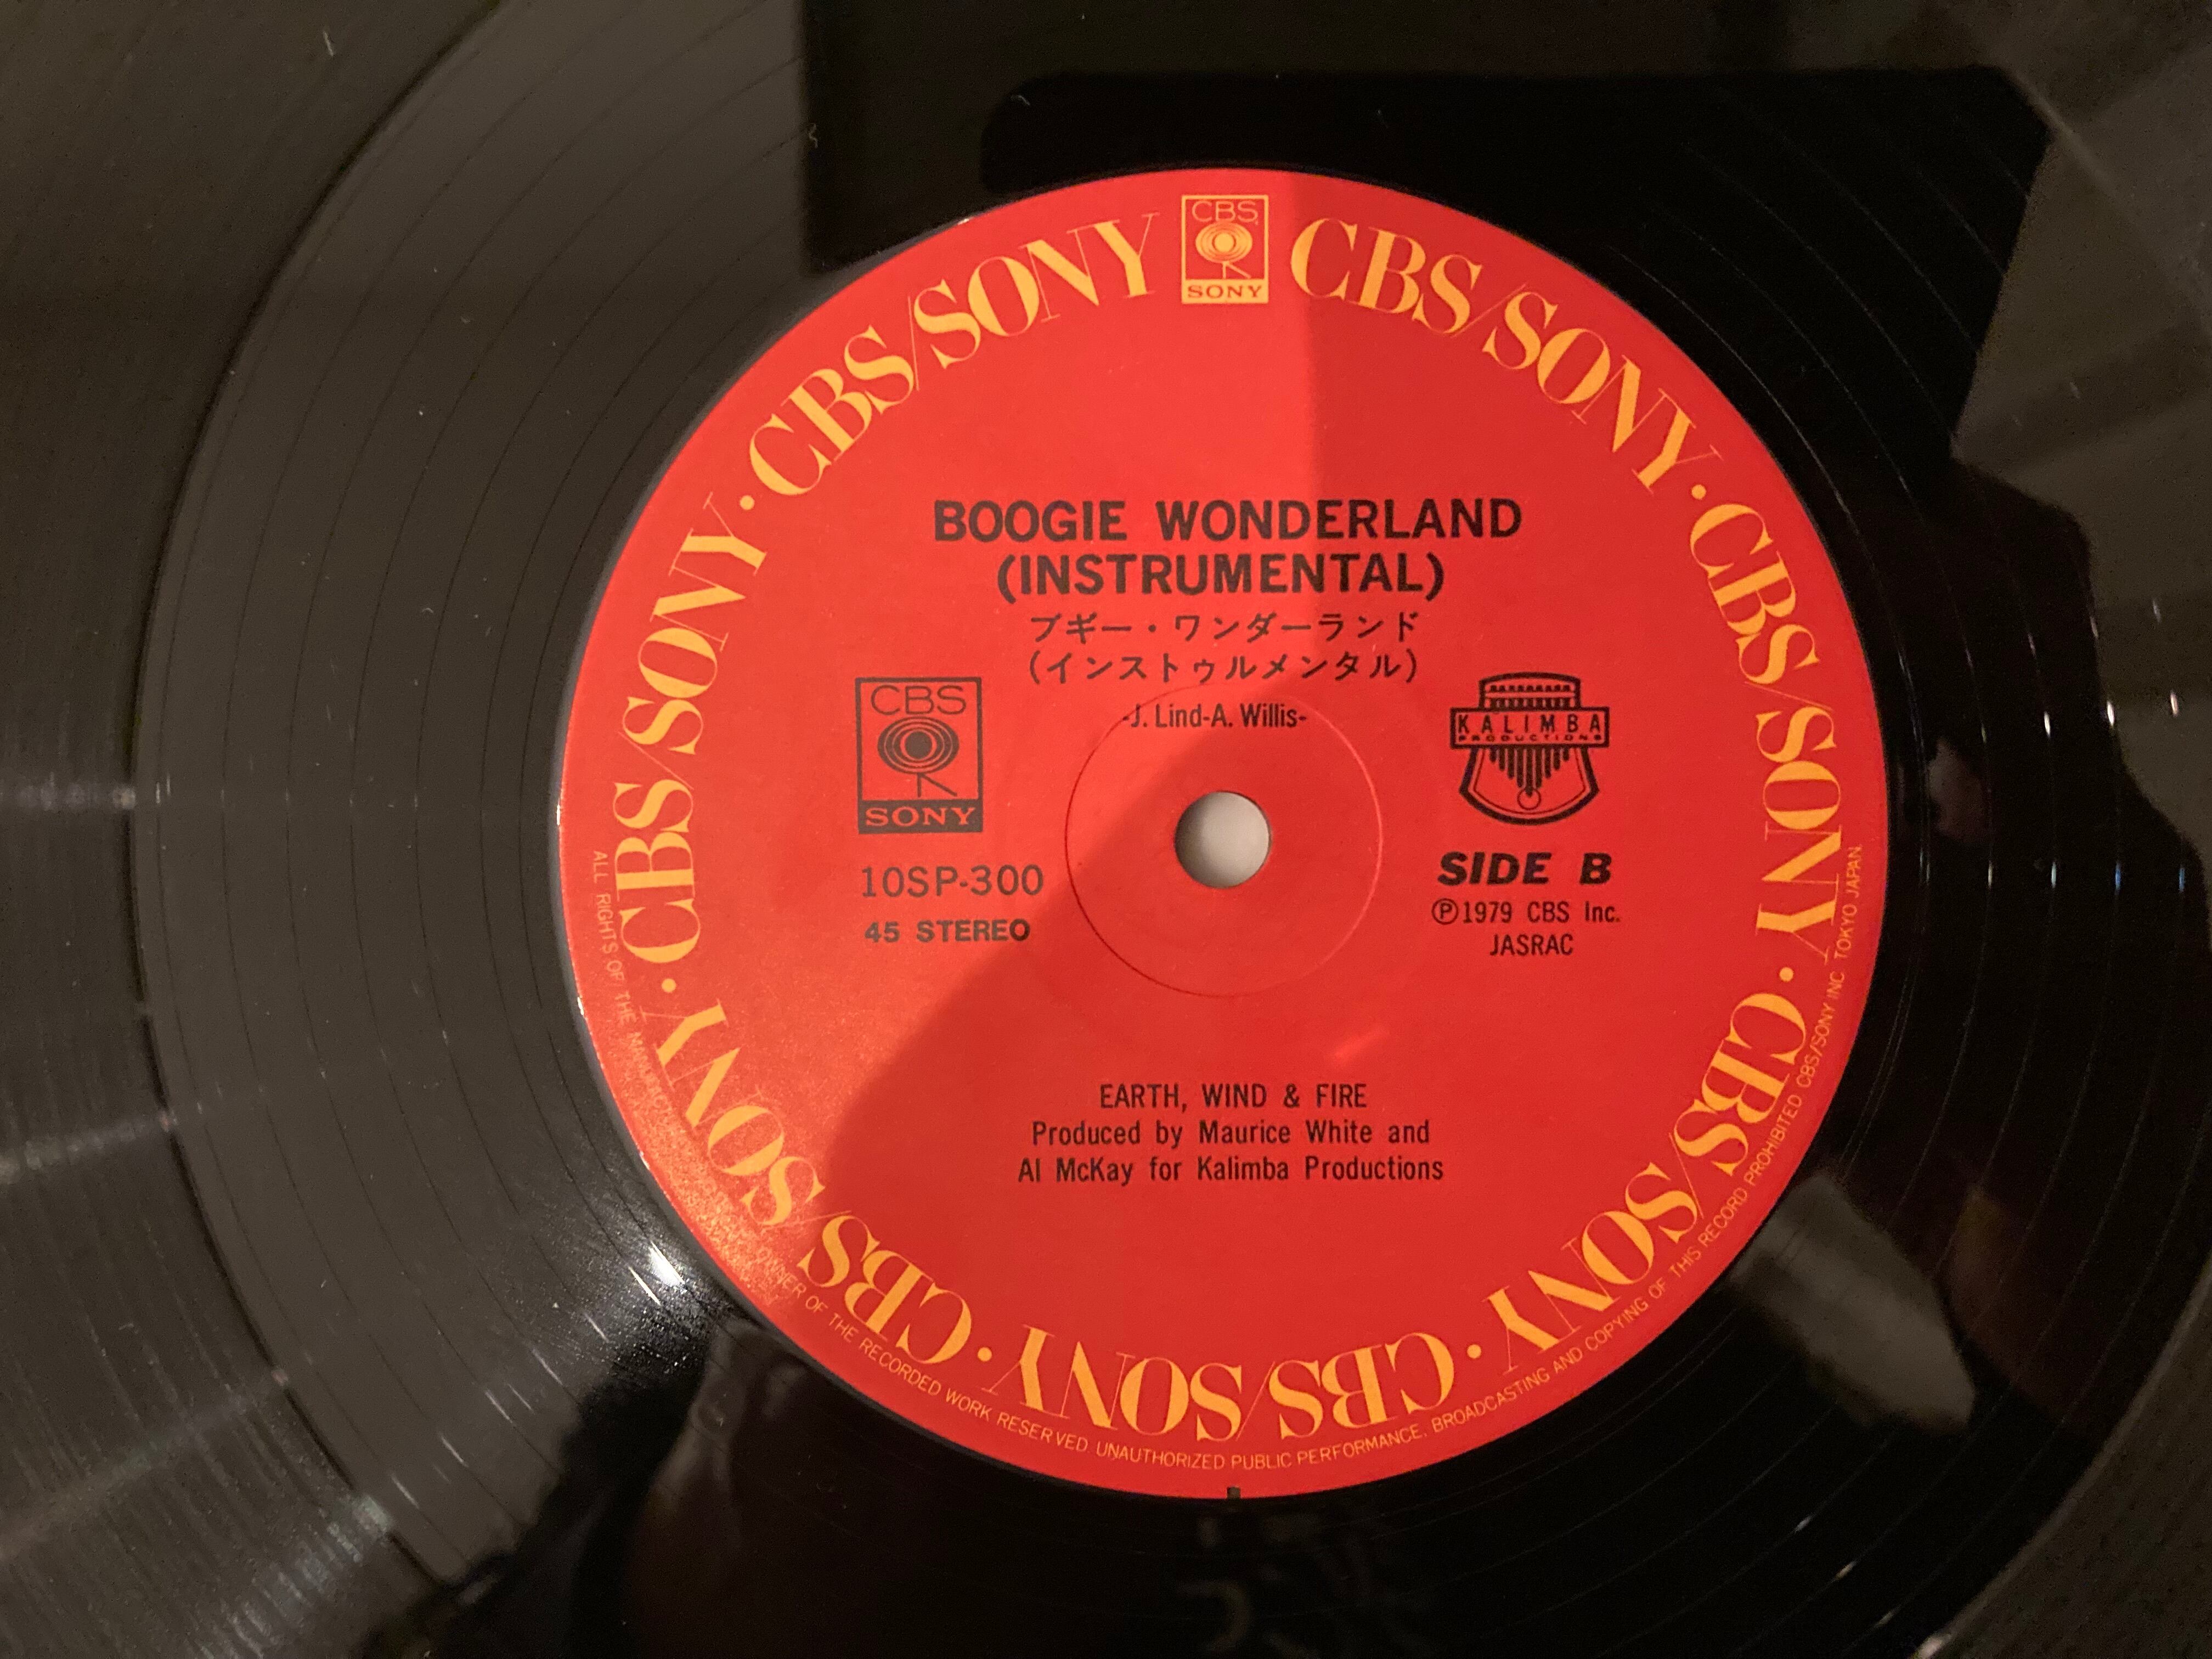 CBS
SONY
CBS/SONY · CBS/SONY · CBS/SONY · CBS/SONY · CBS/SONY · CBS/SONY · CBS/SONY · CBS/SONY
BOOGIE WONDERLAND
(INSTRUMENTAL)
ブギー・ワンダーランド
(インストゥルメンタル)
-J. Lind-A. Willis-
CBS
SONY
10SP-300
45 STEREO
KALIMBA
PRODUCTIONS
SIDE B
Ⓟ1979 CBS Inc.
JASRAC
EARTH, WIND & FIRE
Produced by Maurice White and
Al McKay for Kalimba Productions
ALL RIGHTS OF THE OWNER OF THE RECORDED WORK RESERVED. UNAUTHORIZED PUBLIC PERFORMANCE, BROADCASTING AND COPYING OF THIS RECORD PROHIBITED CBS/SONY INC. TOKYO JAPAN